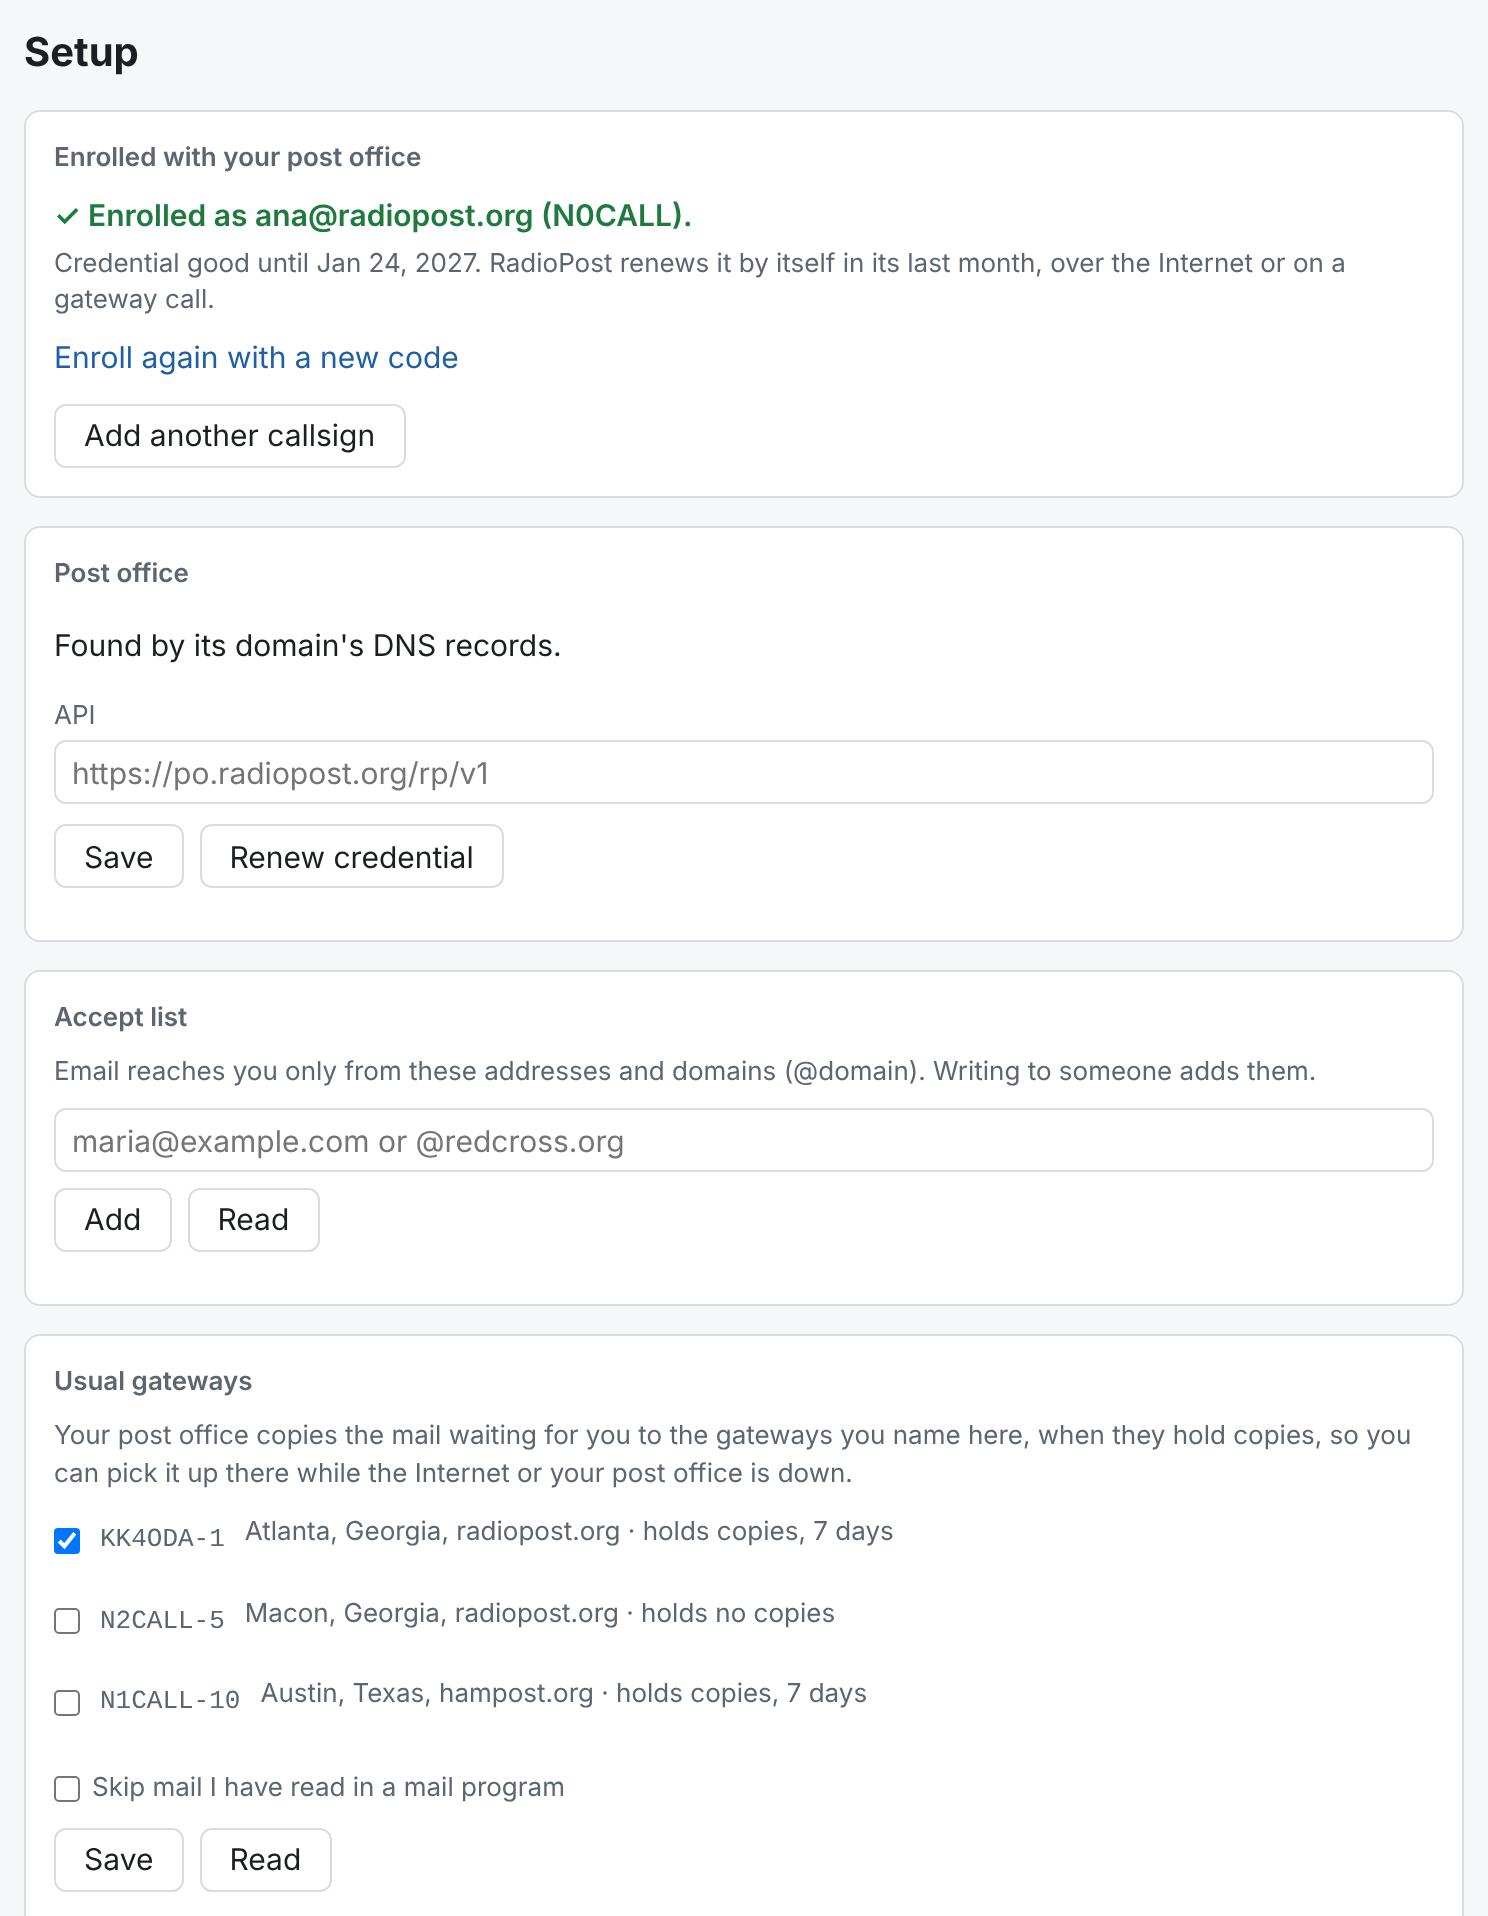 Setup
Enrolled with your post office
✓ Enrolled as ana@radiopost.org (N0CALL).
Credential good until Jan 24, 2027. RadioPost renews it by itself in its last month, over the Internet or on a
gateway call.
Enroll again with a new code
Add another callsign
Post office
Found by its domain's DNS records.
API
https://po.radiopost.org/rp/v1
Save Renew credential
Accept list
Email reaches you only from these addresses and domains (@domain). Writing to someone adds them.
maria@example.com or @redcross.org
Add Read
Usual gateways
Your post office copies the mail waiting for you to the gateways you name here, when they hold copies, so you
can pick it up there while the Internet or your post office is down.
KK4ODA-1 Atlanta, Georgia, radiopost.org · holds copies, 7 days
N2CALL-5 Macon, Georgia, radiopost.org · holds no copies
N1CALL-10 Austin, Texas, hampost.org · holds copies, 7 days
Skip mail I have read in a mail program
Save Read